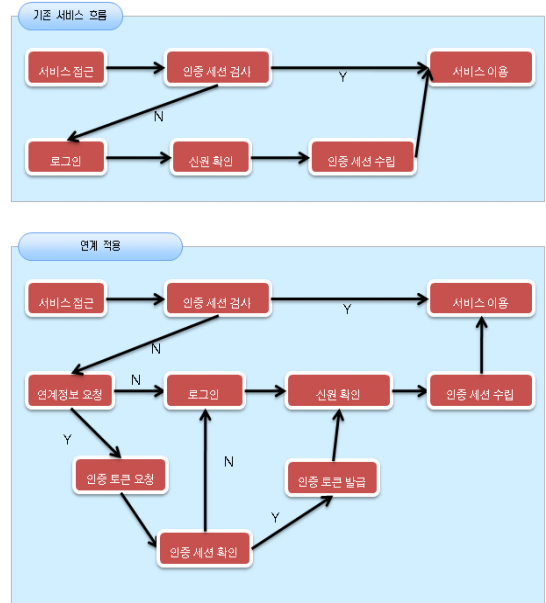 기존 서비스 흐름
서비스 접근
인증 세션 검사
Y
서비스 이용
N
로그인
신원 확인
인증 세션 수립
연계 적용
서비스 접근
인증 세션 검사
Y
서비스 이용
N
연계정보 요청
N
로그인
신원 확인
인증 세션 수립
Y
인증 토큰 요청
N
인증 토큰 발급
Y
인증 세션 확인